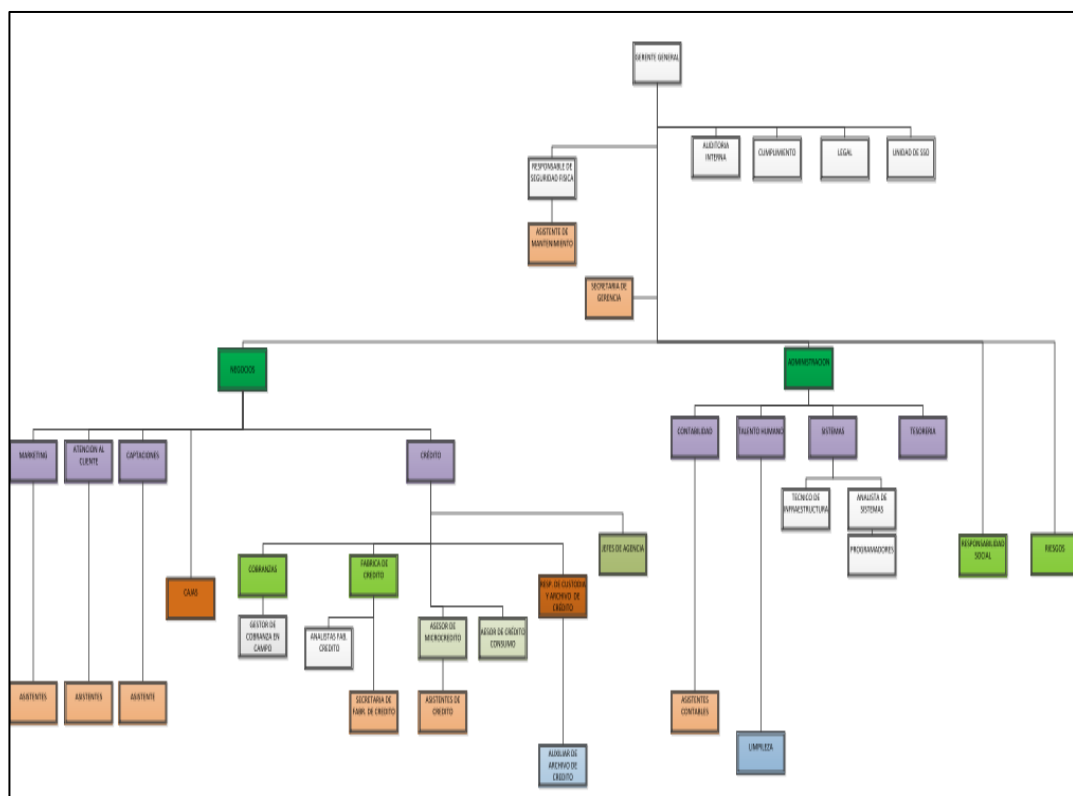 GERENTE GENERAL
AUDITORIA
INTERNA
CUMPLIMIENTO
LEGAL
UNIDAD DE SSO
RESPONSABLE DE
SEGURIDAD FISICA
ASISTENTE DE
MANTENIMIENTO
SECRETARIA DE
GERENCIA
NEGOCIOS
ADMINISTRACION
MARKETING
ATENCION AL
CLIENTE
CAPTACIONES
CRÉDITO
CONTABILIDAD
TALENTO HUMANO
SISTEMAS
TESORERIA
TECNICO DE
INFRAESTRUCTURA
ANALISTA DE
SISTEMAS
PROGRAMADORES
JEFES DE AGENCIA
RESPONSABILIDAD
SOCIAL
RIESGOS
CAJAS
COBRANZAS
FABRICA DE
CREDITO
RESP. DE CUSTODIA
Y ARCHIVO DE
CRÉDITO
GESTOR DE
COBRANZA EN
CAMPO
ANALISTAS FAB.
CREDITO
ASESOR DE
MICROCREDITO
ASESOR DE CRÉDITO
CONSUMO
ASISTENTES
ASISTENTES
ASISTENTE
SECRETARIA DE
FABR. DE CREDITO
ASISTENTES DE
CREDITO
ASISTENTES
CONTABLES
AUXILIAR DE
ARCHIVO DE
CREDITO
LIMPIEZA